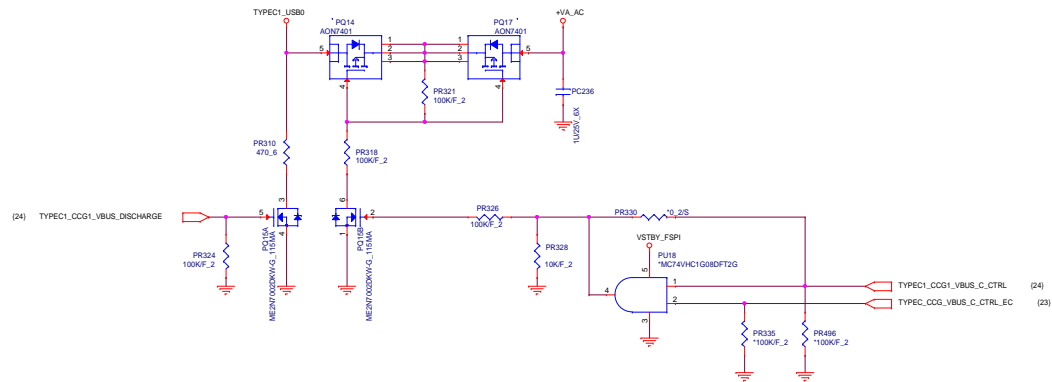 TYPEC1_USB0
PQ14
AON7401
PQ17
AON7401
+VA_AC
5
1
2
3
1
2
3
5
4
4
PR321
100K/F_2
PC236
1U/25V_6X
PR310
470_6
PR318
100K/F_2
(24)
TYPEC1_CCG1_VBUS_DISCHARGE
5
3
4
PQ15A
ME2N7002DKW-G_115MA
6
2
1
PQ15B
ME2N7002DKW-G_115MA
PR326
100K/F_2
PR330
*0_2/S
PR324
100K/F_2
PR328
10K/F_2
VSTBY_FSPI
5
PU18
*MC74VHC1G08DFT2G
4
1
2
3
TYPEC1_CCG1_VBUS_C_CTRL
(24)
TYPEC_CCG_VBUS_C_CTRL_EC
(23)
PR335
*100K/F_2
PR496
*100K/F_2